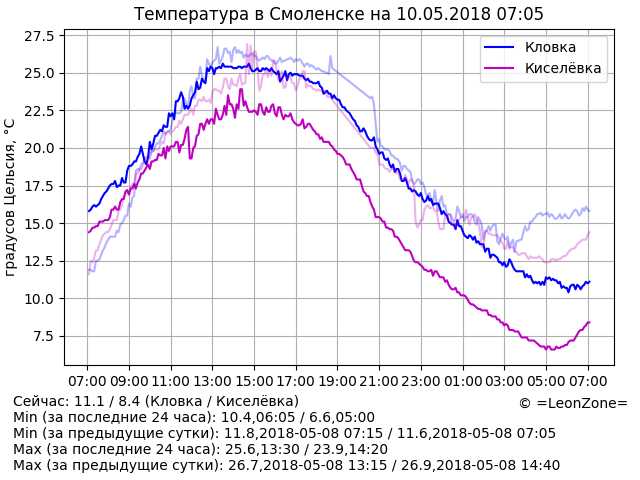 Температура в Смоленске на 10.05.2018 07:05
27.5
25.0
22.5
20.0
17.5
15.0
12.5
10.0
7.5
градусов Цельсия, °С
Кловка
Киселёвка
07:00 09:00 11:00 13:00 15:00 17:00 19:00 21:00 23:00 01:00 03:00 05:00 07:00
Сейчас: 11.1 / 8.4 (Кловка / Киселёвка)
© =LeonZone=
Min (за последние 24 часа): 10.4,06:05 / 6.6,05:00
Min (за предыдущие сутки): 11.8,2018-05-08 07:15 / 11.6,2018-05-08 07:05
Max (за последние 24 часа): 25.6,13:30 / 23.9,14:20
Max (за предыдущие сутки): 26.7,2018-05-08 13:15 / 26.9,2018-05-08 14:40